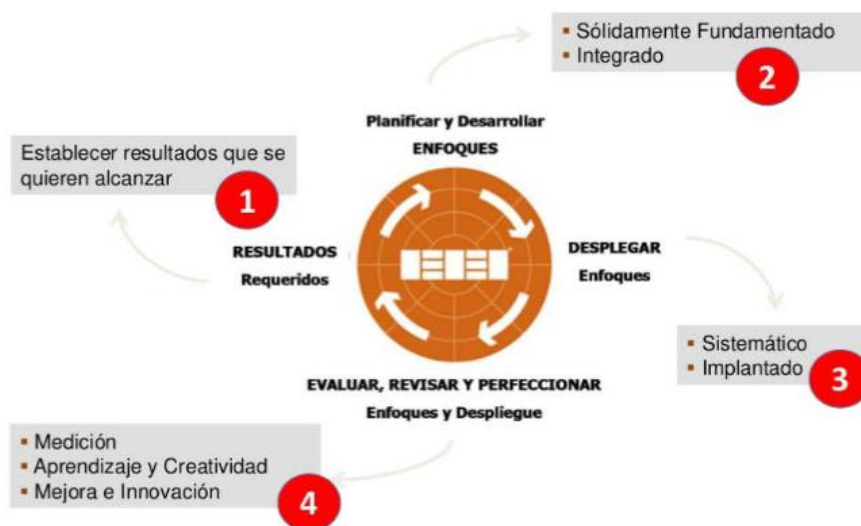 ▪ Sólidamente Fundamentado
▪ Integrado
2
Planificar y Desarrollar
ENFOQUES
Establecer resultados que se
quieren alcanzar
1
RESULTADOS
Requeridos
DESPLEGAR
Enfoques
▪ Sistemático
▪ Implantado
3
EVALUAR, REVISAR Y PERFECCIONAR
Enfoques y Despliegue
▪ Medición
▪ Aprendizaje y Creatividad
▪ Mejora e Innovación
4